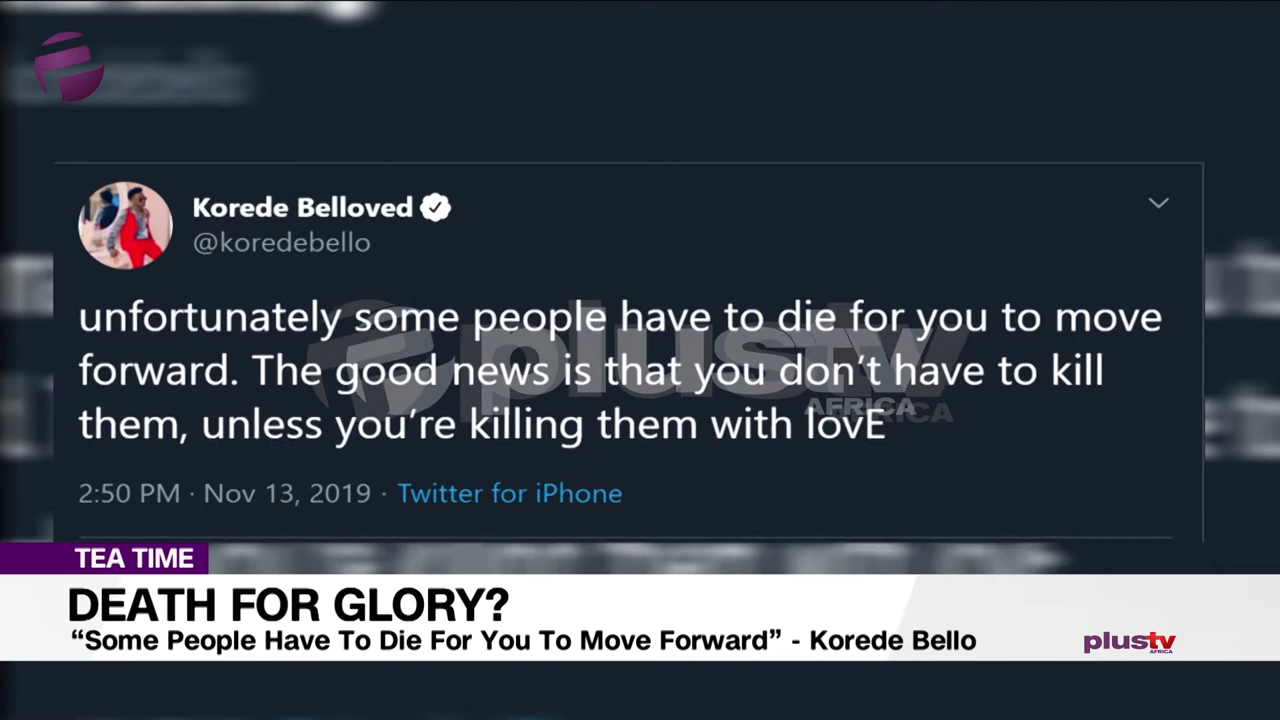 Korede Belloved
@koredebello
unfortunately some people have to die for you to move
forward. The good news is that you don't have to kill
them, unless you're killing them with lovE
2:50 PM · Nov 13, 2019 · Twitter for iPhone
plustv
AFRICA
TEA TIME
DEATH FOR GLORY?
“Some People Have To Die For You To Move Forward” - Korede Bello
plustv
AFRICA